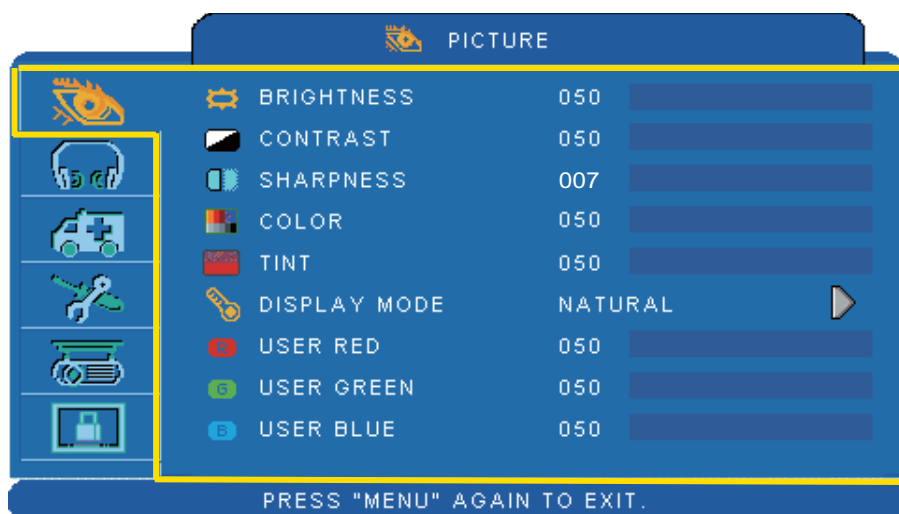 PICTURE
BRIGHTNESS 050
CONTRAST 050
SHARPNESS 007
COLOR 050
TINT 050
DISPLAY MODE NATURAL
R USER RED 050
G USER GREEN 050
B USER BLUE 050
PRESS "MENU" AGAIN TO EXIT.